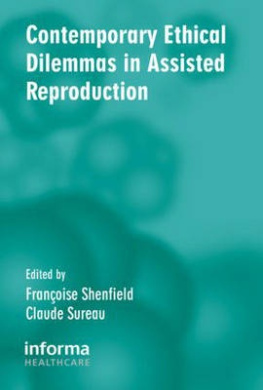 Contemporary Ethical
Dilemmas in Assisted
Reproduction
Edited by
Françoise Shenfield
Claude Sureau
informa
HEALTHCARE